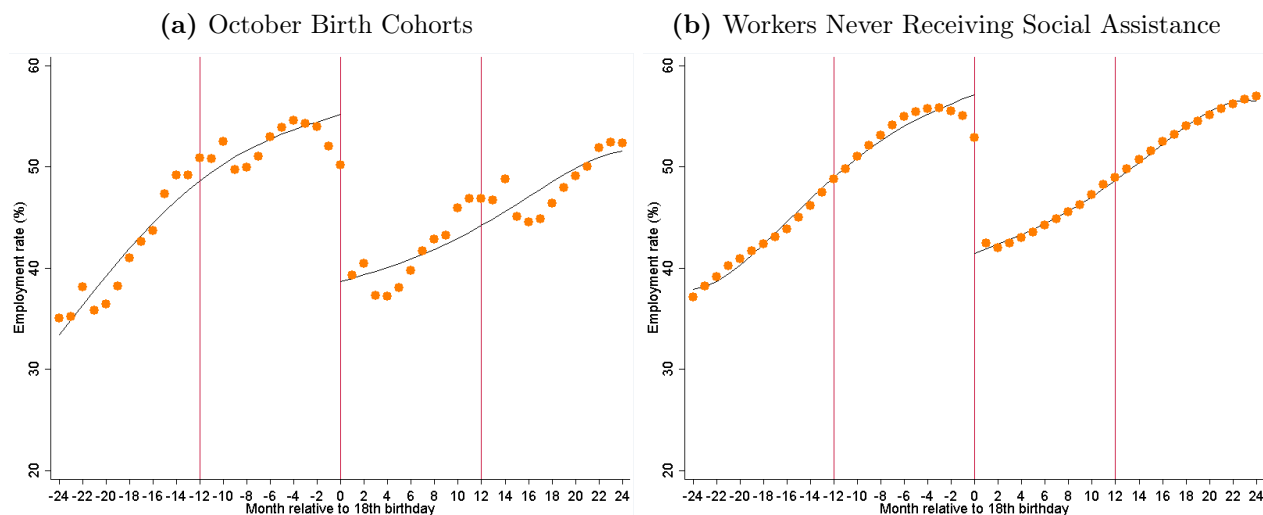 (a) October Birth Cohorts
60
50
40
30
20
Employment rate (%)
-24 -22 -20 -18 -16 -14 -12 -10 -8 -6 -4 -2 0 2 4 6 8 10 12 14 16 18 20 22 24
Month relative to 18th birthday
(b) Workers Never Receiving Social Assistance
60
50
40
30
20
Employment rate (%)
-24 -22 -20 -18 -16 -14 -12 -10 -8 -6 -4 -2 0 2 4 6 8 10 12 14 16 18 20 22 24
Month relative to 18th birthday